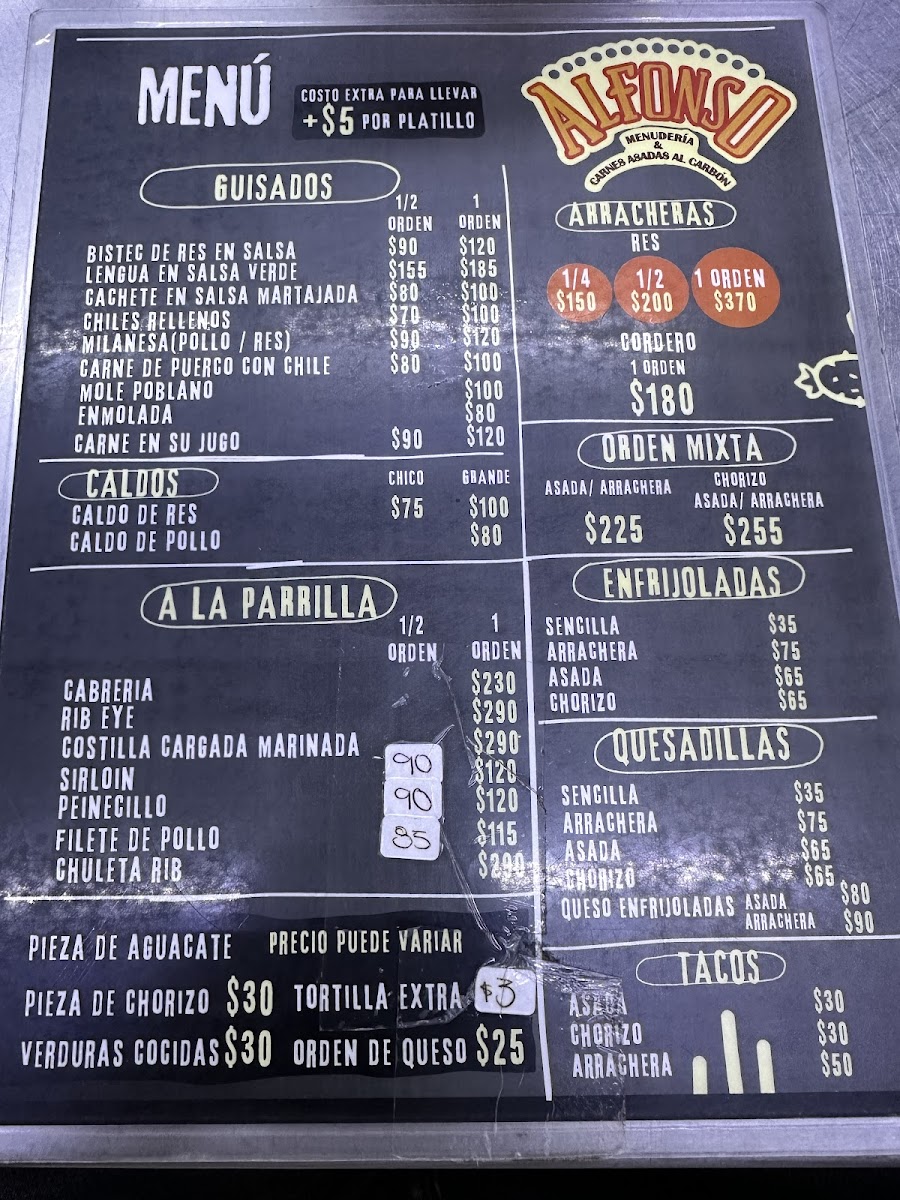 MENÚ
COSTO EXTRA PARA LLEVAR
+$5 POR PLATILLO
ALFONSO
MENUDERÍA
&
CARNES ASADAS AL CARBÓN
GUISADOS
1/2 ORDEN 1 ORDEN
BISTEC DE RES EN SALSA $90 $120
LENGUA EN SALSA VERDE $155 $185
CACHETE EN SALSA MARTAJADA $80 $100
CHILES RELLENOS $70 $100
MILANESA(POLLO / RES) $90 $120
CARNE DE PUERCO CON CHILE $80 $100
MOLE POBLANO $100
ENMOLADA $80
CARNE EN SU JUGO $90 $120
CALDOS
CHICO GRANDE
CALDO DE RES $75 $100
CALDO DE POLLO $80
A LA PARRILLA
1/2 ORDEN 1 ORDEN
CABRERIA $230
RIB EYE $290
COSTILLA CARGADA MARINADA $290
SIRLOIN 90 $120
PEINECILLO 90 $120
FILETE DE POLLO 85 $115
CHULETA RIB $290
PIEZA DE AGUACATE PRECIO PUEDE VARIAR
PIEZA DE CHORIZO $30 TORTILLA EXTRA $3
VERDURAS COCIDAS $30 ORDEN DE QUESO $25
ARRACHERAS
RES
1/4 1/2 1 ORDEN
$150 $200 $370
CORDERO
1 ORDEN
$180
ORDEN MIXTA
ASADA/ ARRACHERA CHORIZO ASADA/ ARRACHERA
$225 $255
ENFRIJOLADAS
SENCILLA $35
ARRACHERA $75
ASADA $65
CHORIZO $65
QUESADILLAS
SENCILLA $35
ARRACHERA $75
ASADA $65
CHORIZO $65
QUESO ENFRIJOLADAS ASADA $80
ARRACHERA $90
TACOS
ASADA $30
CHORIZO $30
ARRACHERA $50